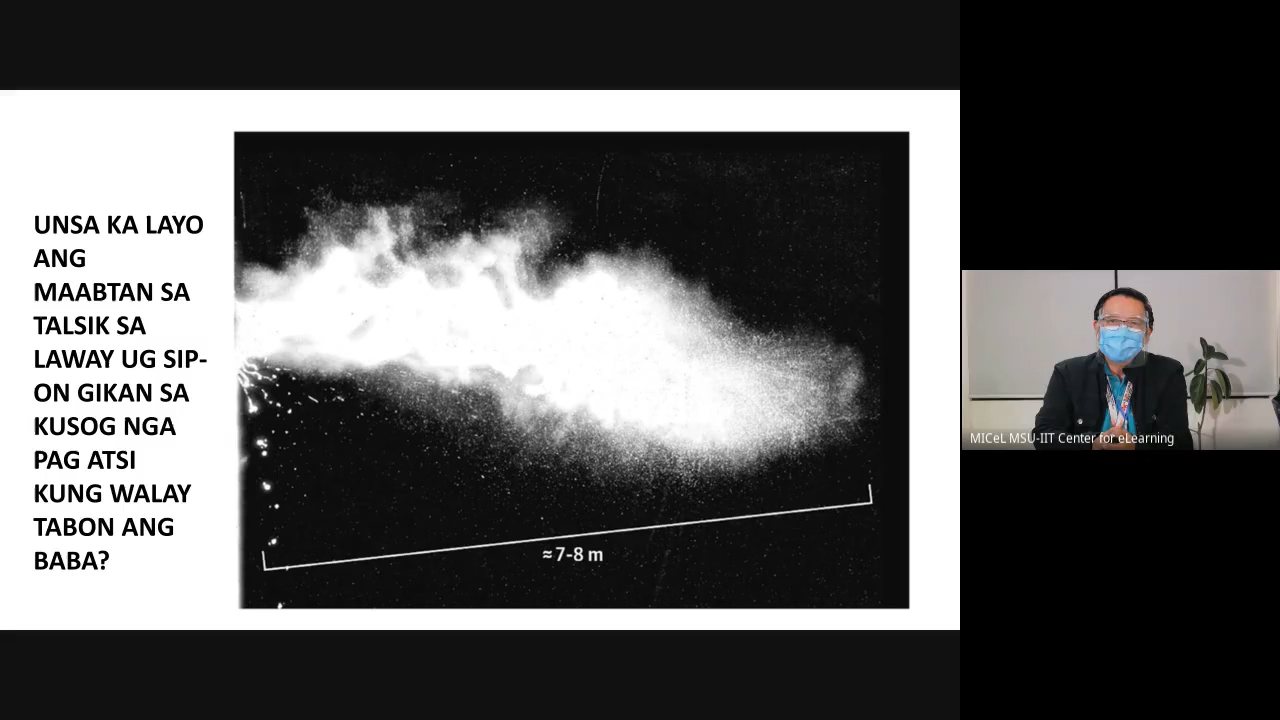 UNSA KA LAYO
ANG
MAABTAN SA
TALSIK SA
LAWAY UG SIP-
ON GIKAN SA
KUSOG NGA
PAG ATSI
KUNG WALAY
TABON ANG
BABA?
≈ 7-8 m
MICeL MSU-IIT Center for eLearning